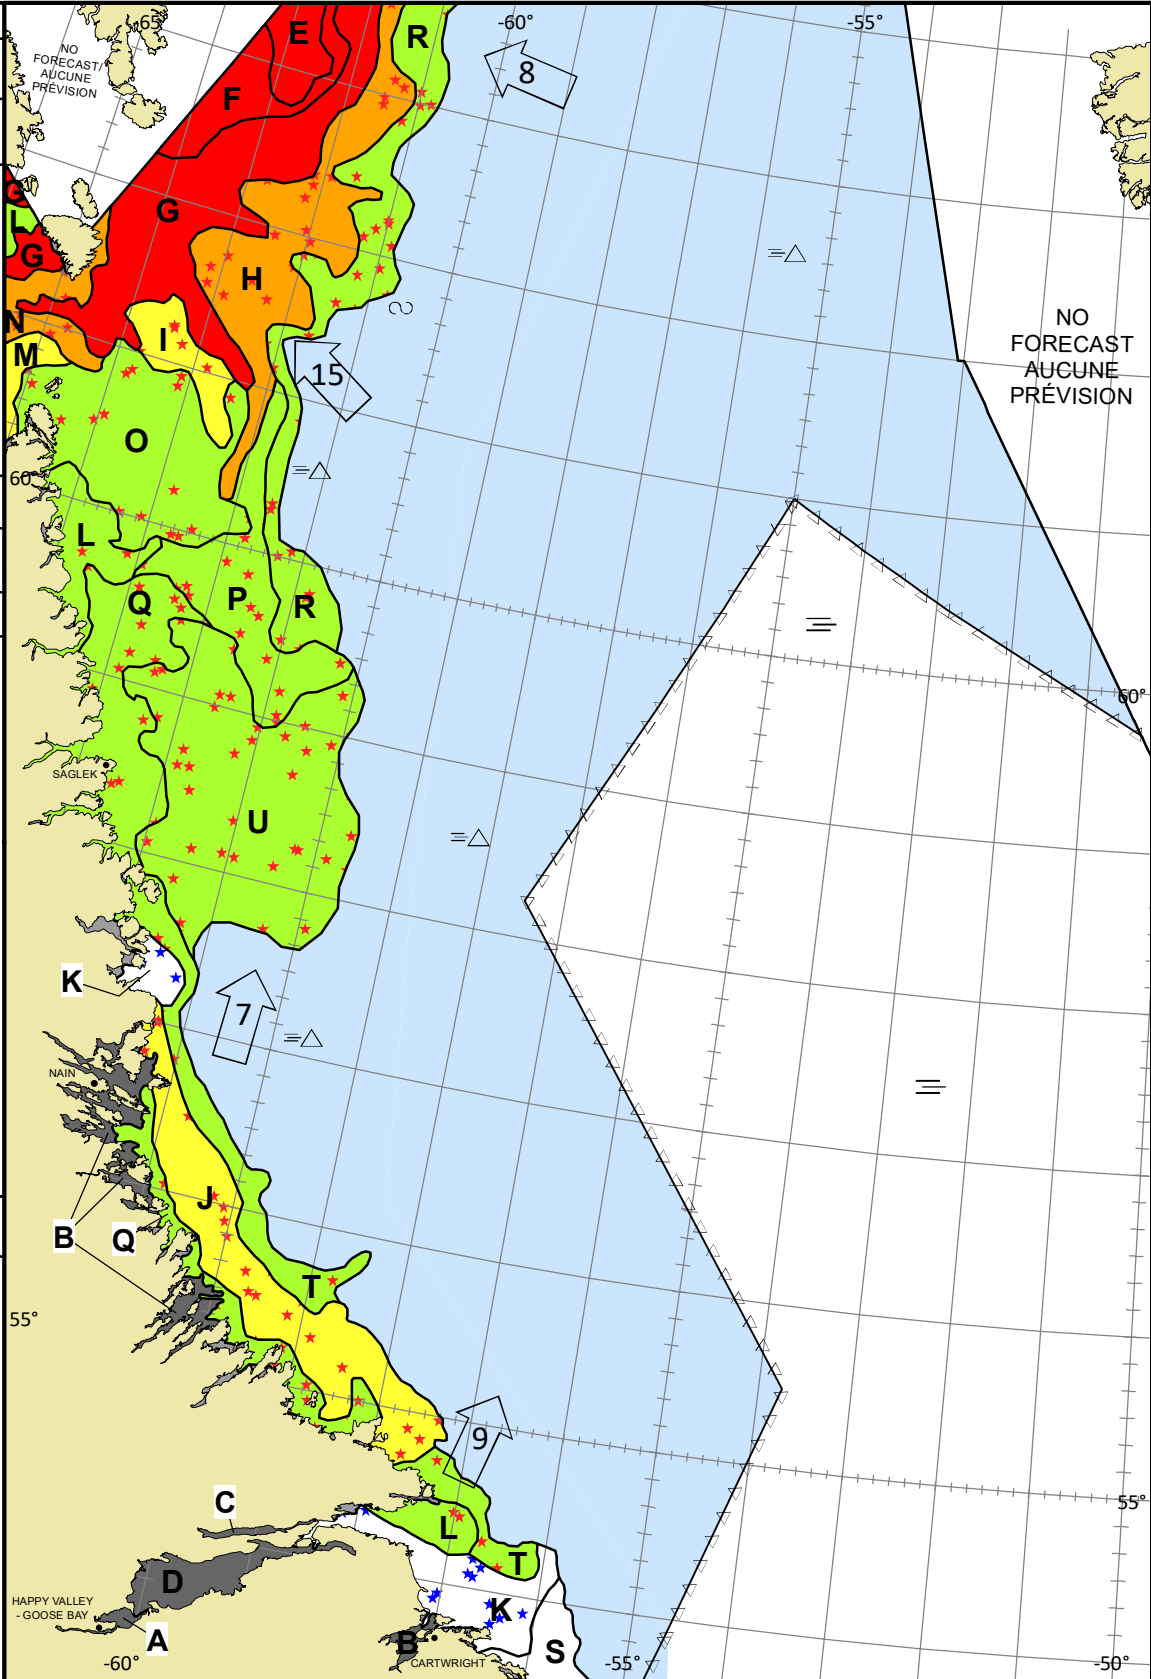 -65°
-60°
-55°
E
R
8
NO
FORECAST/
AUCUNE
PRÉVISION
F
G
L
G
G
H
N
I
M
15
NO
FORECAST
AUCUNE
PRÉVISION
O
60°
L
Q
P
R
60°
SAGLEK
U
K
7
NAIN
J
B
Q
T
55°
9
C
L
55°
T
D
K
HAPPY VALLEY
- GOOSE BAY
A
B
S
CARTWRIGHT
-60°
-55°
-50°